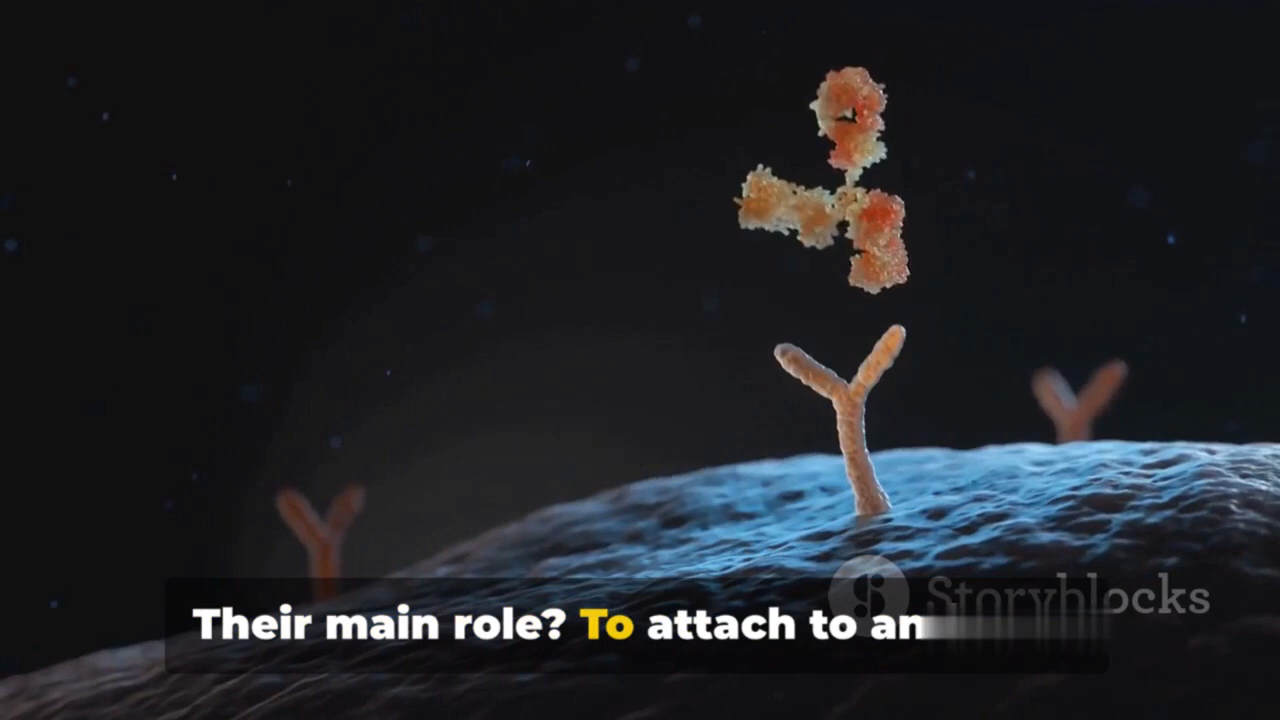 Storyblocks
Their main role? To attach to an